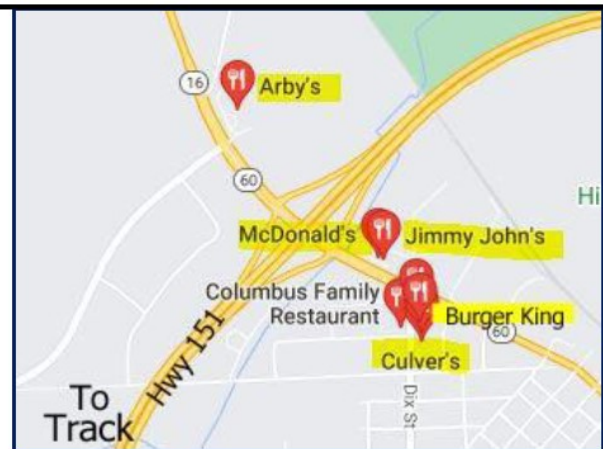 16
Arby's
60
Hi
McDonald's
Jimmy John's
Columbus Family
Restaurant
Burger King
60
Culver's
Hwy 151
Dix St
To
Track